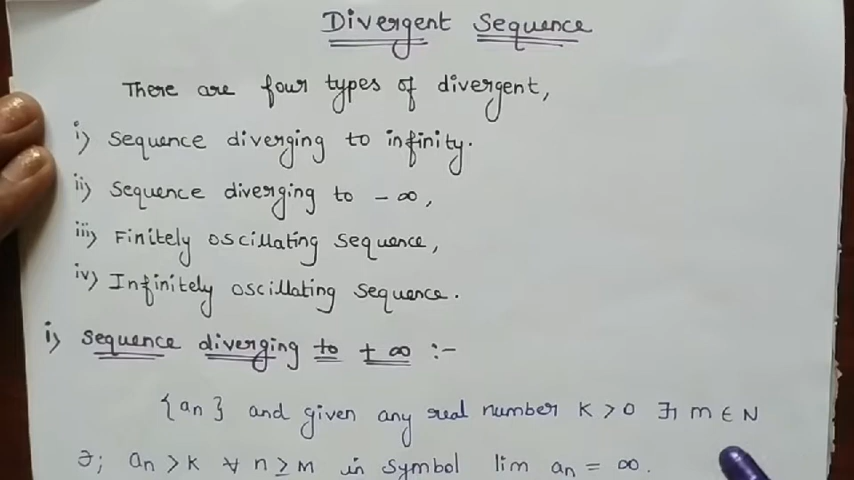 Divergent Sequence
There are four types of divergent,
i) Sequence diverging to infinity.
ii) Sequence diverging to - ∞,
iii) Finitely oscillating sequence,
iv) Infinitely oscillating sequence.
i) Sequence diverging to + ∞ :-
{an} and given any real number K > 0 ∃ m ∈ N
∋; an > K ∀ n ≥ m in symbol lim an = ∞.